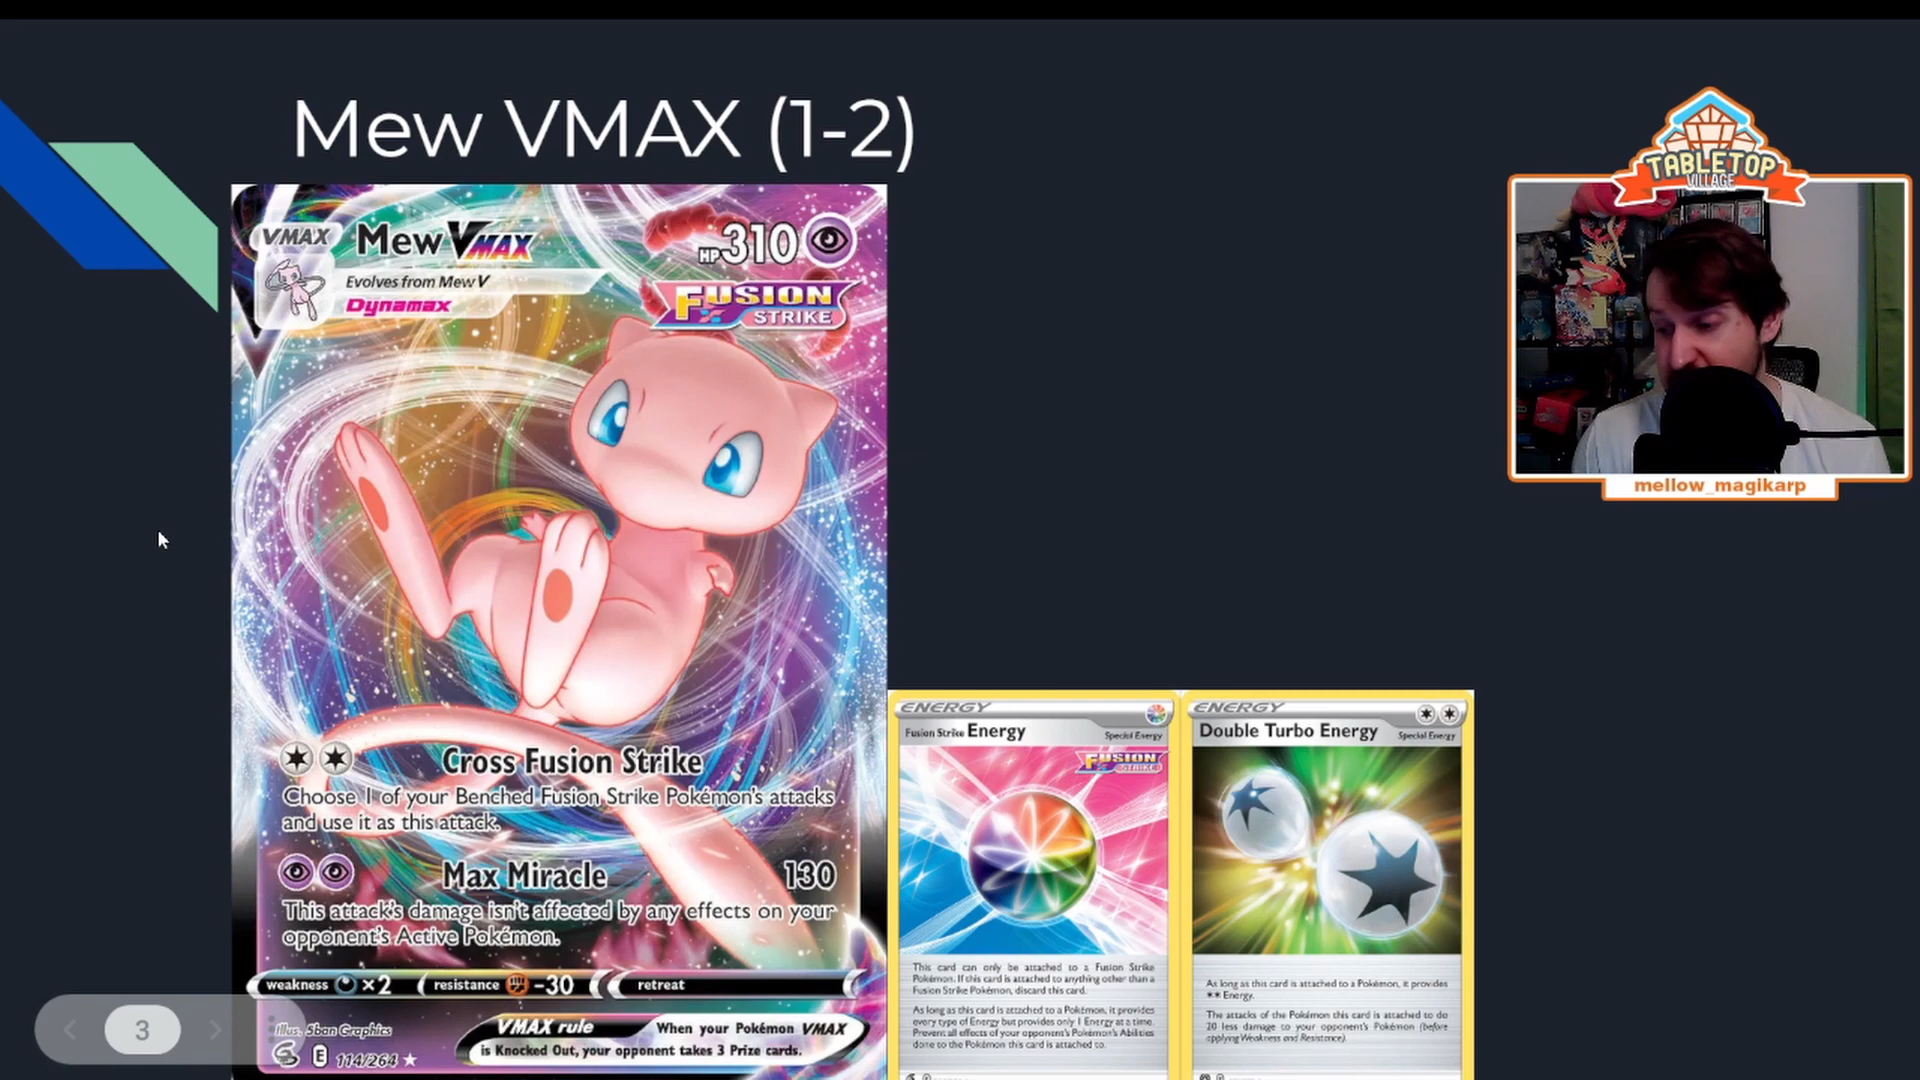 Mew VMAX (1-2)
VMAX Mew VMAX HP 310
Evolves from Mew V
Dynamax
FUSION
STRIKE
Cross Fusion Strike
Choose 1 of your Benched Fusion Strike Pokémon's attacks
and use it as this attack.
Max Miracle 130
This attack's damage isn't affected by any effects on your
opponent's Active Pokémon.
weakness ×2 resistance -30 retreat
Illus. 5ban Graphics
E 114/264 ★
VMAX rule When your Pokémon VMAX
is Knocked Out, your opponent takes 3 Prize cards.
3
ENERGY
Fusion Strike Energy Special Energy
FUSION
STRIKE
This card can only be attached to a Fusion Strike
Pokémon. If this card is attached to anything other than a
Fusion Strike Pokémon, discard this card.
As long as this card is attached to a Pokémon, it provides
every type of Energy but provides only 1 Energy at a time.
Prevent all effects of your opponent's Pokémon's Abilities
done to the Pokémon this card is attached to.
ENERGY
Double Turbo Energy Special Energy
As long as this card is attached to a Pokémon, it provides
Energy.
The attacks of the Pokémon this card is attached to do
20 less damage to your opponent's Pokémon (before
applying Weakness and Resistance).
TABLETOP
VILLAGE
mellow_magikarp